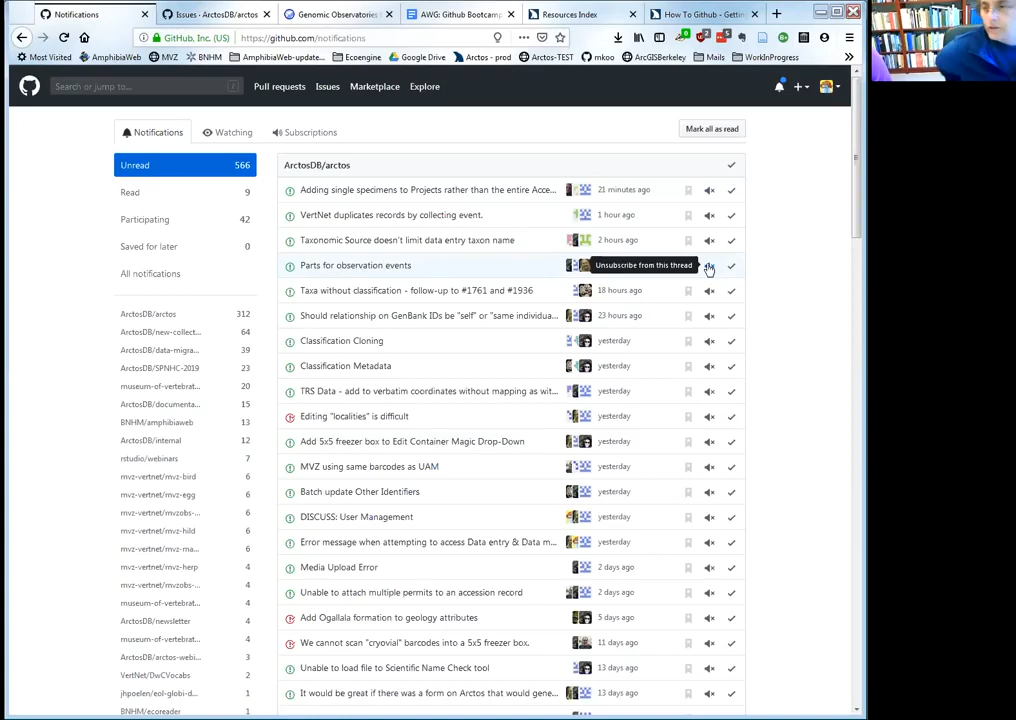 Notifications
Issues · ArctosDB/arctos
Genomic Observatories
AWG: Github Bootcamp
Resources Index
How To Github - Getting
GitHub, Inc. (US)
https://github.com/notifications
Most Visited
AmphibiaWeb
MVZ
BNHM
AmphibiaWeb-update...
Ecoengine
Google Drive
Arctos - prod
Arctos-TEST
mkoo
ArcGISBerkeley
Mails
WorkInProgress
Search or jump to...
Pull requests
Issues
Marketplace
Explore
Notifications
Watching
Subscriptions
Mark all as read
Unread 566
Read 9
Participating 42
Saved for later 0
All notifications
ArctosDB/arctos 312
ArctosDB/new-collect... 64
ArctosDB/data-migra... 39
ArctosDB/SPNHC-2019 23
museum-of-vertebrat... 20
ArctosDB/documenta... 15
BNHM/amphibiaweb 13
ArctosDB/internal 12
rstudio/webinars 7
mvz-vertnet/mvz-bird 6
mvz-vertnet/mvz-egg 6
mvz-vertnet/mvzobs-... 6
mvz-vertnet/mvz-hild 6
mvz-vertnet/mvz-ma... 6
mvz-vertnet/mvz-herp 4
mvz-vertnet/mvzobs-... 4
museum-of-vertebrat... 4
ArctosDB/newsletter 4
museum-of-vertebrat... 4
ArctosDB/arctos-webi... 3
VertNet/DwCVocabs 2
jhpoelen/eol-globi-d... 1
BNHM/ecoreader 1
ArctosDB/arctos
Adding single specimens to Projects rather than the entire Acce... 21 minutes ago
VertNet duplicates records by collecting event. 1 hour ago
Taxonomic Source doesn't limit data entry taxon name 2 hours ago
Parts for observation events Unsubscribe from this thread
Taxa without classification - follow-up to #1761 and #1936 18 hours ago
Should relationship on GenBank IDs be "self" or "same individua... 23 hours ago
Classification Cloning yesterday
Classification Metadata yesterday
TRS Data - add to verbatim coordinates without mapping as wit... yesterday
Editing "localities" is difficult yesterday
Add 5x5 freezer box to Edit Container Magic Drop-Down yesterday
MVZ using same barcodes as UAM yesterday
Batch update Other Identifiers yesterday
DISCUSS: User Management yesterday
Error message when attempting to access Data entry & Data m... yesterday
Media Upload Error 2 days ago
Unable to attach multiple permits to an accession record 2 days ago
Add Ogallala formation to geology attributes 5 days ago
We cannot scan "cryovial" barcodes into a 5x5 freezer box. 11 days ago
Unable to load file to Scientific Name Check tool 13 days ago
It would be great if there was a form on Arctos that would gene... 13 days ago